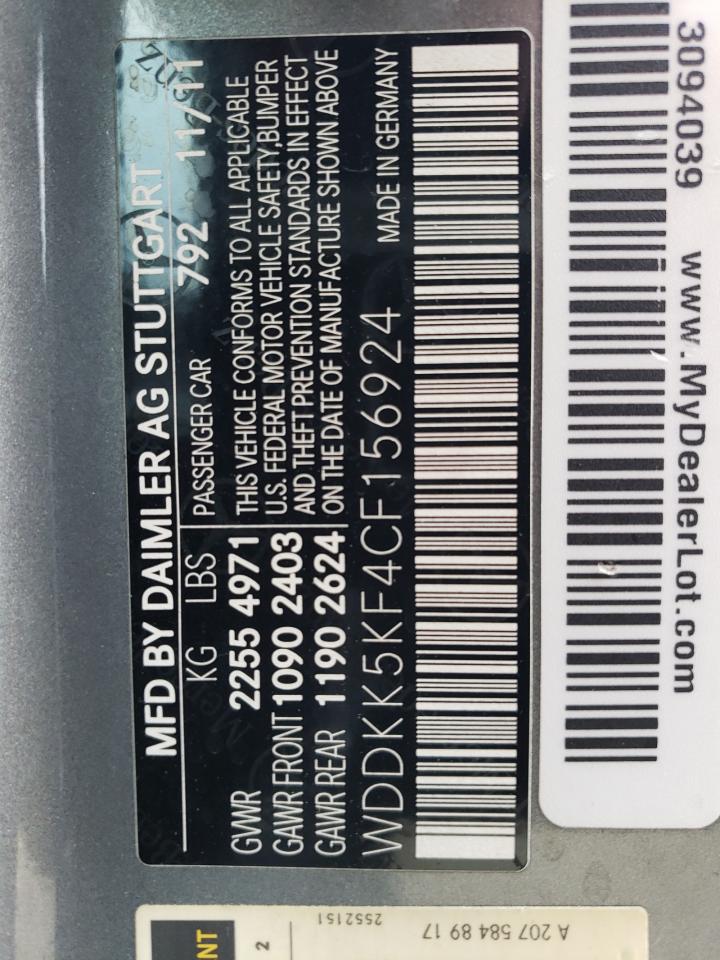 MFD BY DAIMLER AG STUTTGART
792 11/11
KG LBS PASSENGER CAR
GVWR 2255 4971
GAWR FRONT 1090 2403
GAWR REAR 1190 2624
THIS VEHICLE CONFORMS TO ALL APPLICABLE
U.S. FEDERAL MOTOR VEHICLE SAFETY,BUMPER
AND THEFT PREVENTION STANDARDS IN EFFECT
ON THE DATE OF MANUFACTURE SHOWN ABOVE
WDDKK5KF4CF156924 MADE IN GERMANY
3094039 www.MyDealerLot.com
A 207 584 89 17
2552151
2